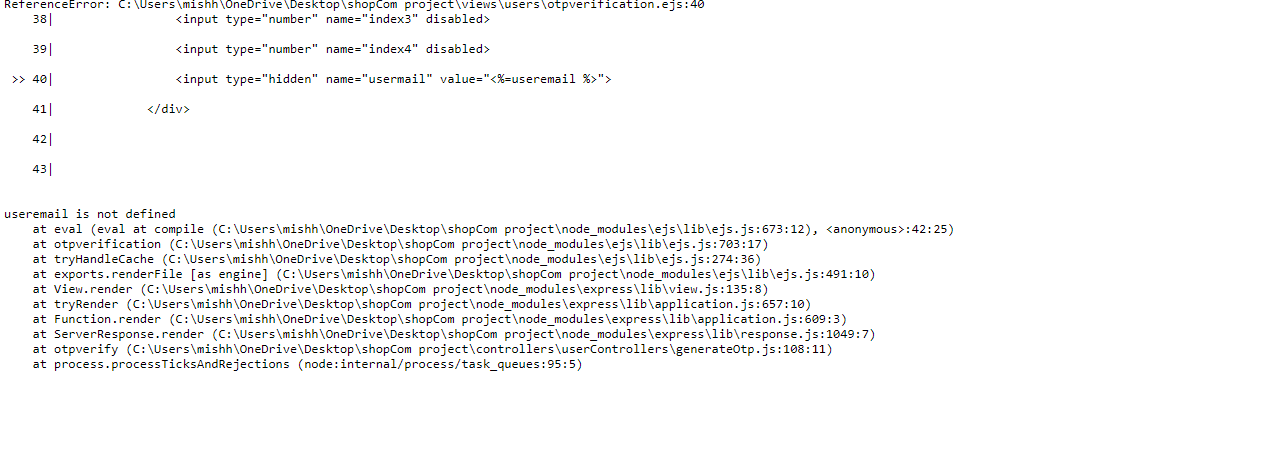 ReferenceError: C:\Users\mishh\OneDrive\Desktop\shopCom project\views\users\otpverification.ejs:40
38| <input type="number" name="index3" disabled>
39| <input type="number" name="index4" disabled>
>> 40| <input type="hidden" name="usermail" value="<%=useremail %>">
41| </div>
42|
43|
useremail is not defined
at eval (eval at compile (C:\Users\mishh\OneDrive\Desktop\shopCom project\node_modules\ejs\lib\ejs.js:673:12), <anonymous>:42:25)
at otpverification (C:\Users\mishh\OneDrive\Desktop\shopCom project\node_modules\ejs\lib\ejs.js:703:17)
at tryHandleCache (C:\Users\mishh\OneDrive\Desktop\shopCom project\node_modules\ejs\lib\ejs.js:274:36)
at exports.renderFile [as engine] (C:\Users\mishh\OneDrive\Desktop\shopCom project\node_modules\ejs\lib\ejs.js:491:10)
at View.render (C:\Users\mishh\OneDrive\Desktop\shopCom project\node_modules\express\lib\view.js:135:8)
at tryRender (C:\Users\mishh\OneDrive\Desktop\shopCom project\node_modules\express\lib\application.js:657:10)
at Function.render (C:\Users\mishh\OneDrive\Desktop\shopCom project\node_modules\express\lib\application.js:609:3)
at ServerResponse.render (C:\Users\mishh\OneDrive\Desktop\shopCom project\node_modules\express\lib\response.js:1049:7)
at otpverify (C:\Users\mishh\OneDrive\Desktop\shopCom project\controllers\userControllers\generateOtp.js:108:11)
at process.processTicksAndRejections (node:internal/process/task_queues:95:5)